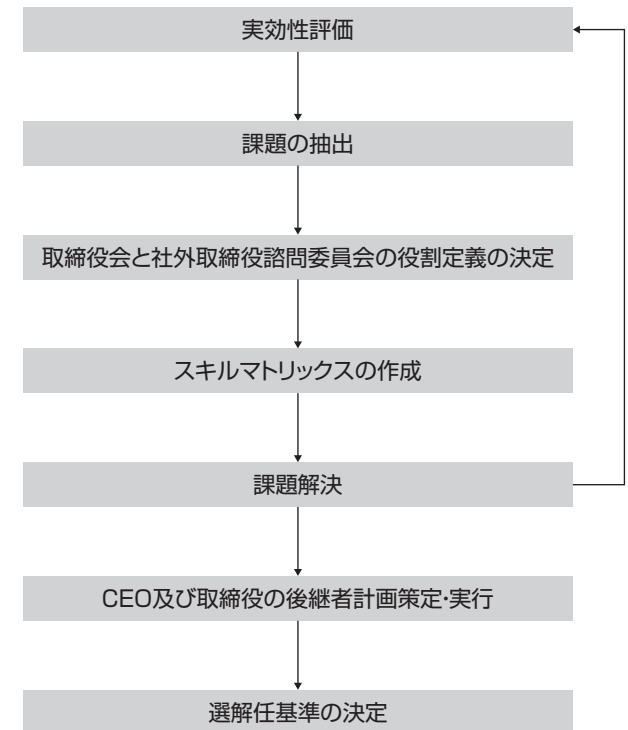 実効性評価
課題の抽出
取締役会と社外取締役諮問委員会の役割定義の決定
スキルマトリックスの作成
課題解決
CEO及び取締役の後継者計画策定・実行
選解任基準の決定